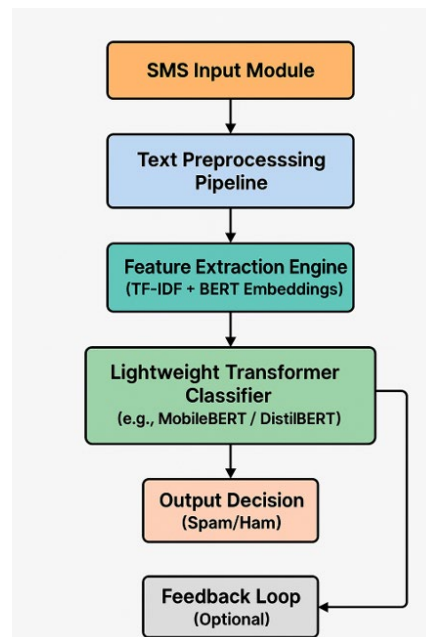 SMS Input Module
Text Preprocesssing
Pipeline
Feature Extraction Engine
(TF-IDF + BERT Embeddings)
Lightweight Transformer
Classifier
(e.g., MobileBERT / DistilBERT)
Output Decision
(Spam/Ham)
Feedback Loop
(Optional)